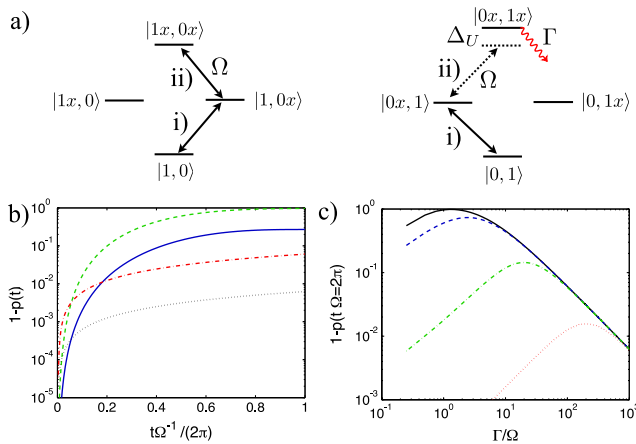 a)
|1x, 0x⟩
ii)
Ω
|1x, 0⟩
|1, 0x⟩
i)
|1, 0⟩
|0x, 1x⟩
Δ_U
Γ
ii)
Ω
|0x, 1⟩
|0, 1x⟩
i)
|0, 1⟩
b)
10^0
10^-1
10^-2
10^-3
10^-4
10^-5
1-p(t)
0 0.2 0.4 0.6 0.8 1
tΩ^-1/(2π)
c)
10^0
10^-1
10^-2
10^-3
1-p(t Ω=2π)
10^-1 10^0 10^1 10^2 10^3
Γ/Ω